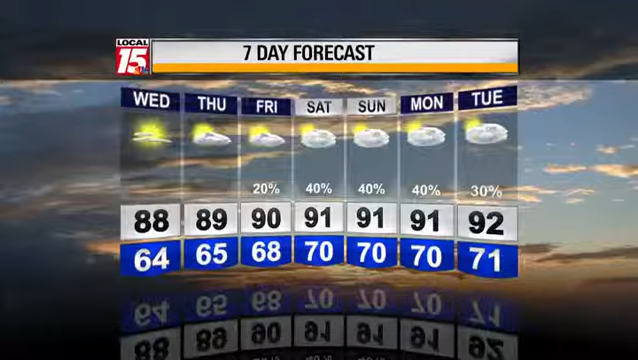 LOCAL
15
7 DAY FORECAST
WED THU FRI SAT SUN MON TUE
20% 40% 40% 40% 30%
88 89 90 91 91 91 92
64 65 68 70 70 70 71